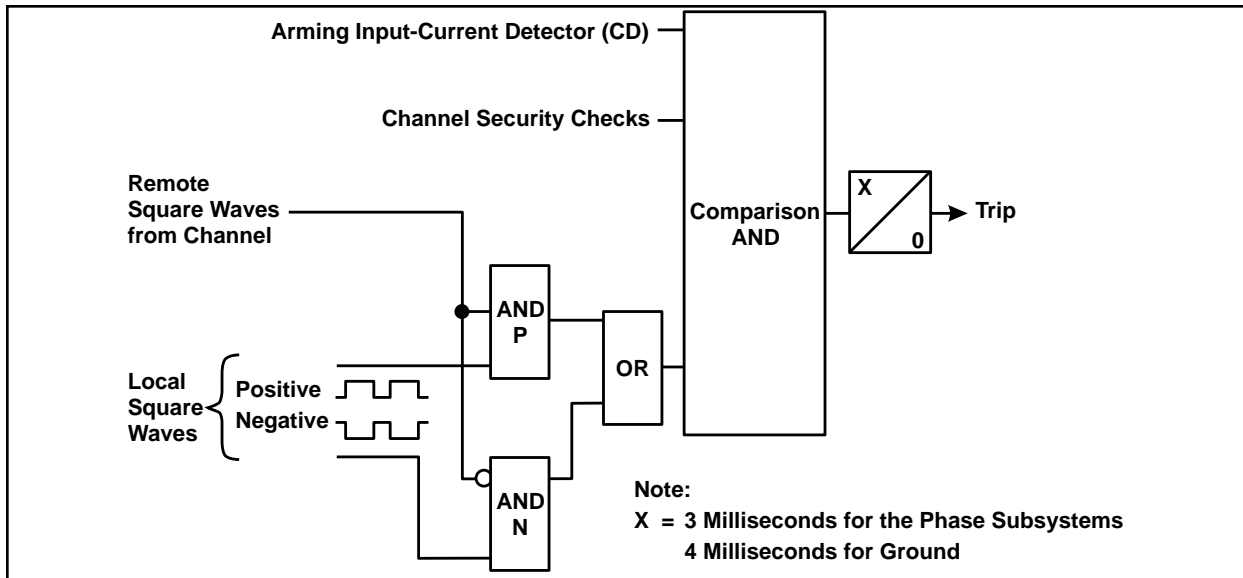 Arming Input-Current Detector (CD)
Channel Security Checks
Remote
Square Waves
from Channel
Local
Square
Waves
Positive
Negative
AND
P
AND
N
OR
Comparison
AND
X
0
Trip
Note:
X = 3 Milliseconds for the Phase Subsystems
4 Milliseconds for Ground